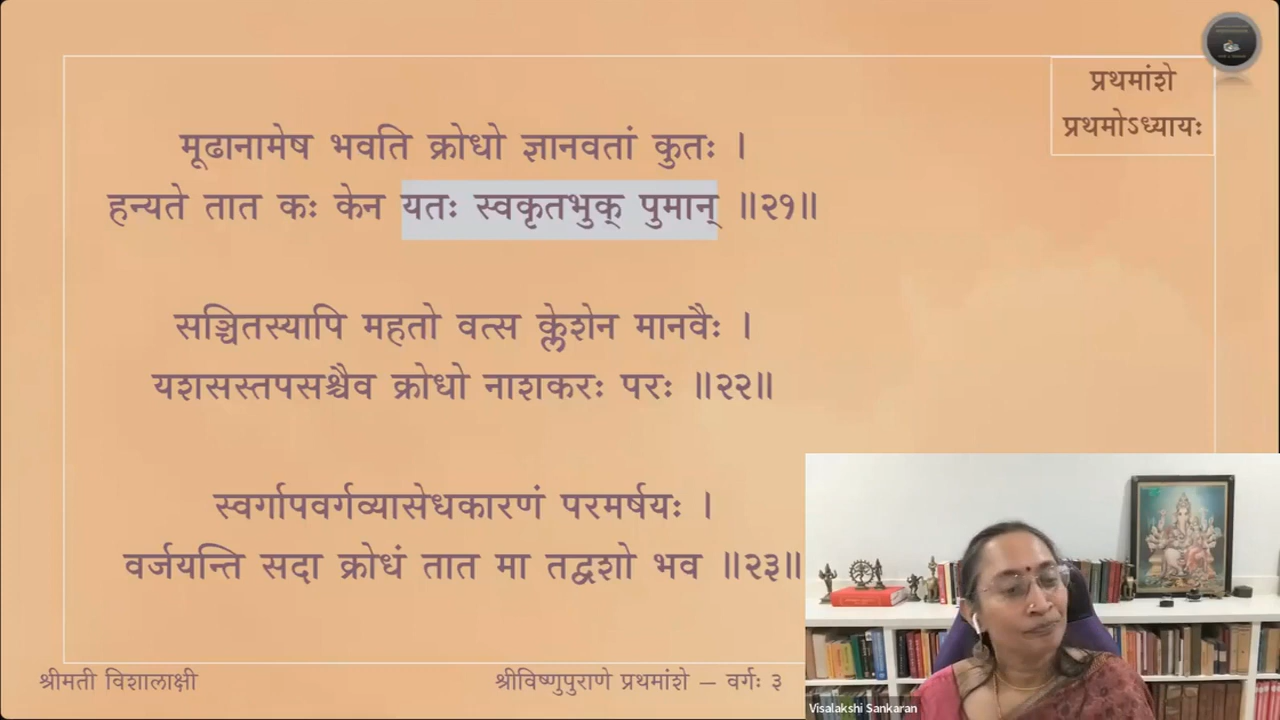 प्रथमांशे
प्रथमोऽध्यायः
मूढानामेष भवति क्रोधो ज्ञानवतां कुतः ।
हन्यते तात कः केन यतः स्वकृतभुक् पुमान् ॥२१॥
सञ्चितस्यापि महतो वत्स क्लेशेन मानवैः ।
यशसस्तपसश्चैव क्रोधो नाशकरः परः ॥२२॥
स्वर्गापवर्गव्यासेधकारणं परमर्षयः ।
वर्जयन्ति सदा क्रोधं तात मा तद्वशो भव ॥२३॥
श्रीमती विशालाक्षी
श्रीविष्णुपुराणे प्रथमांशे – वर्गः ३
Visalakshi Sankaran